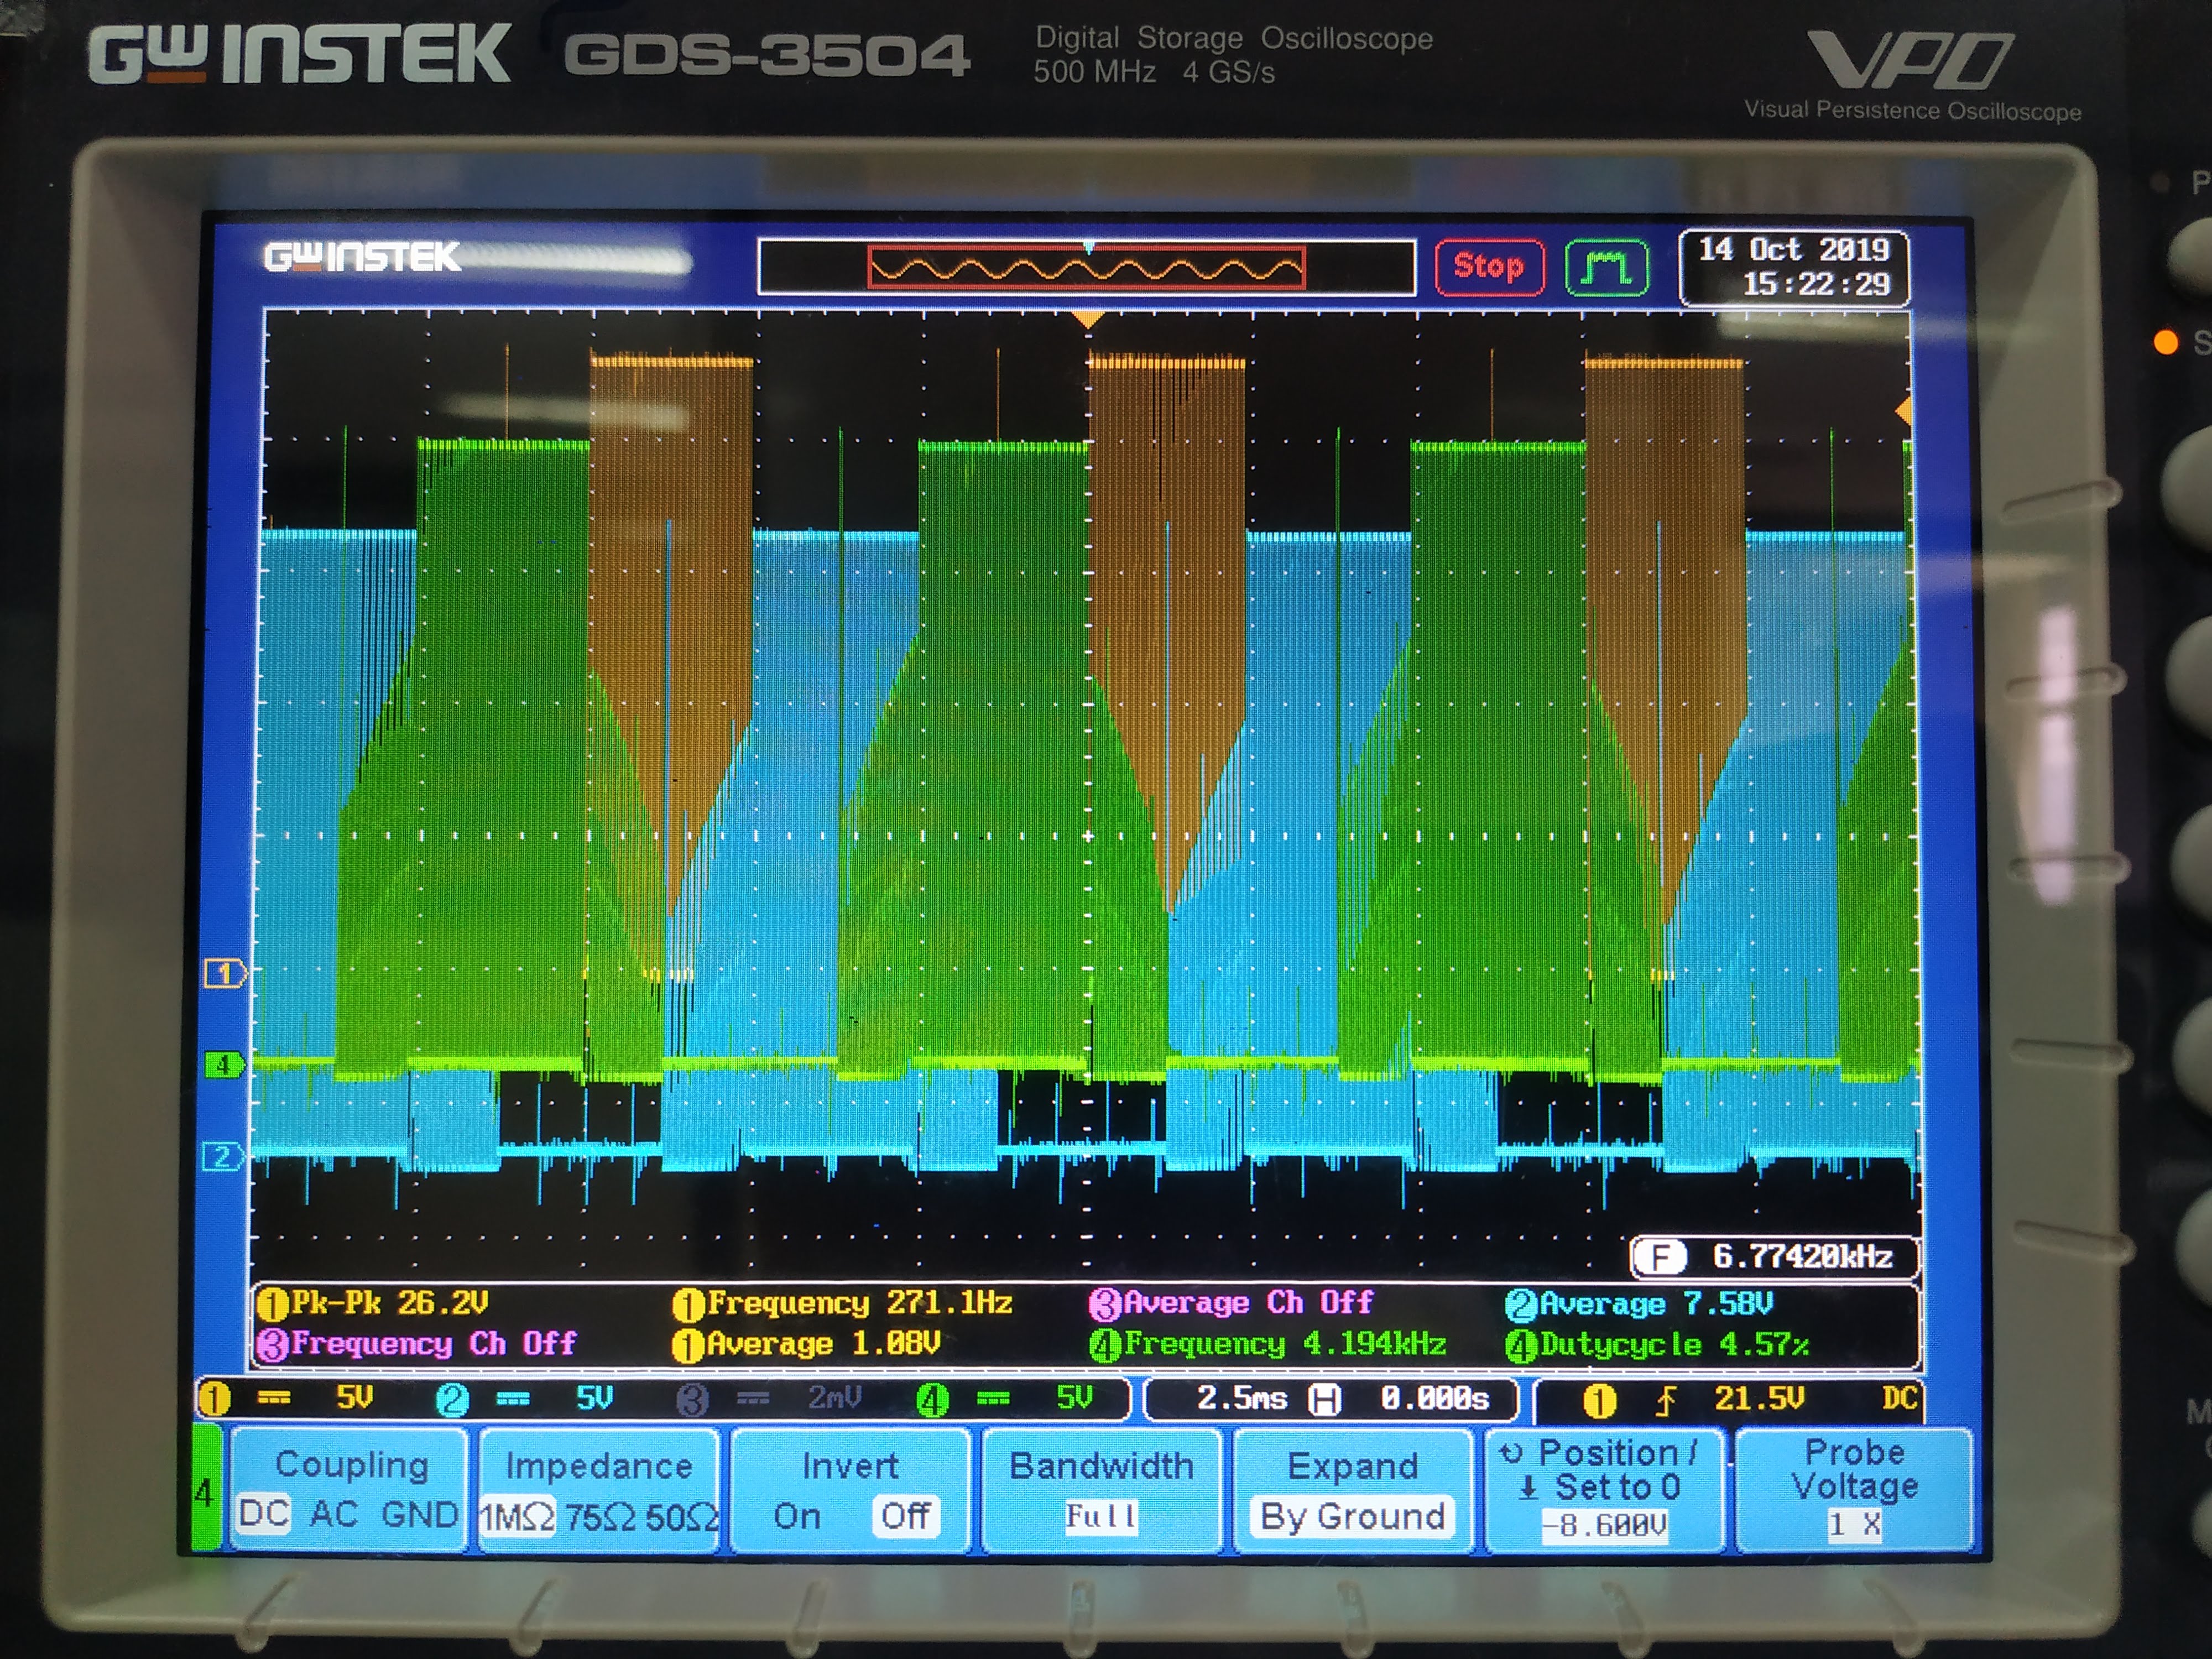 GWINSTEK GDS-3504 Digital Storage Oscilloscope
500 MHz 4 GS/s
VPO
Visual Persistence Oscilloscope
GWINSTEK
Stop
14 Oct 2019
15:22:29
1
4
2
F 6.77420kHz
1 Pk-Pk 26.2V 1 Frequency 271.1Hz 3 Average Ch Off 2 Average 7.58V
3 Frequency Ch Off 1 Average 1.08V 4 Frequency 4.194kHz 4 Dutycycle 4.57%
1 5V 2 5V 3 2mV 4 5V 2.5ms H 0.000s 1 21.5V DC
4
Coupling
DC AC GND
Impedance
1MΩ 75Ω 50Ω
Invert
On Off
Bandwidth
Full
Expand
By Ground
Position /
Set to 0
-8.600V
Probe
Voltage
1 X